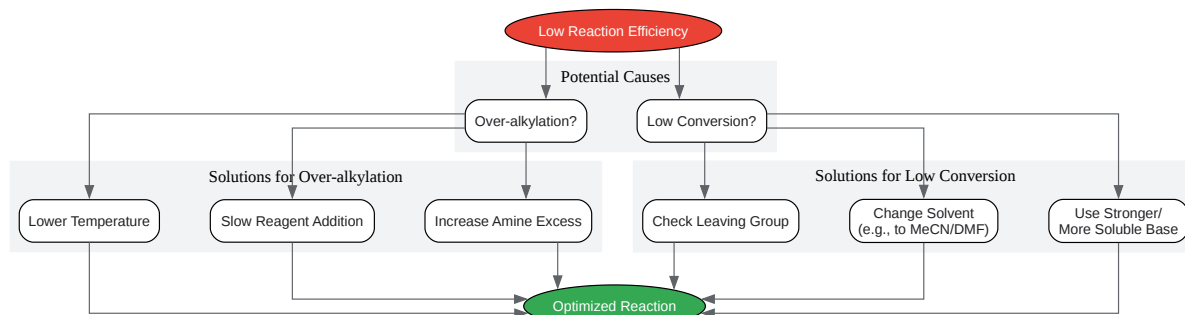 Low Reaction Efficiency
Potential Causes
Over-alkylation?
Low Conversion?
Solutions for Over-alkylation
Solutions for Low Conversion
Lower Temperature
Slow Reagent Addition
Increase Amine Excess
Check Leaving Group
Change Solvent
(e.g., to MeCN/DMF)
Use Stronger/
More Soluble Base
Optimized Reaction